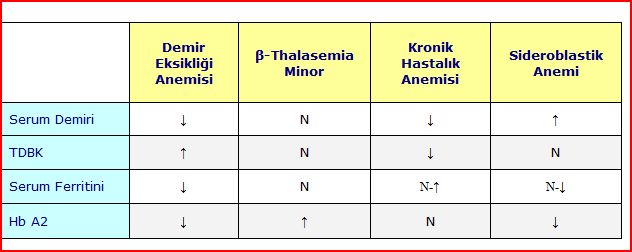 Demir Eksikliği Anemisi β-Thalasemia Minor Kronik Hastalık Anemisi Sideroblastik Anemi
Serum Demiri ↓ N ↓ ↑
TDBK ↑ N ↓ N
Serum Ferritini ↓ N N-↑ N-↓
Hb A2 ↓ ↑ N ↓